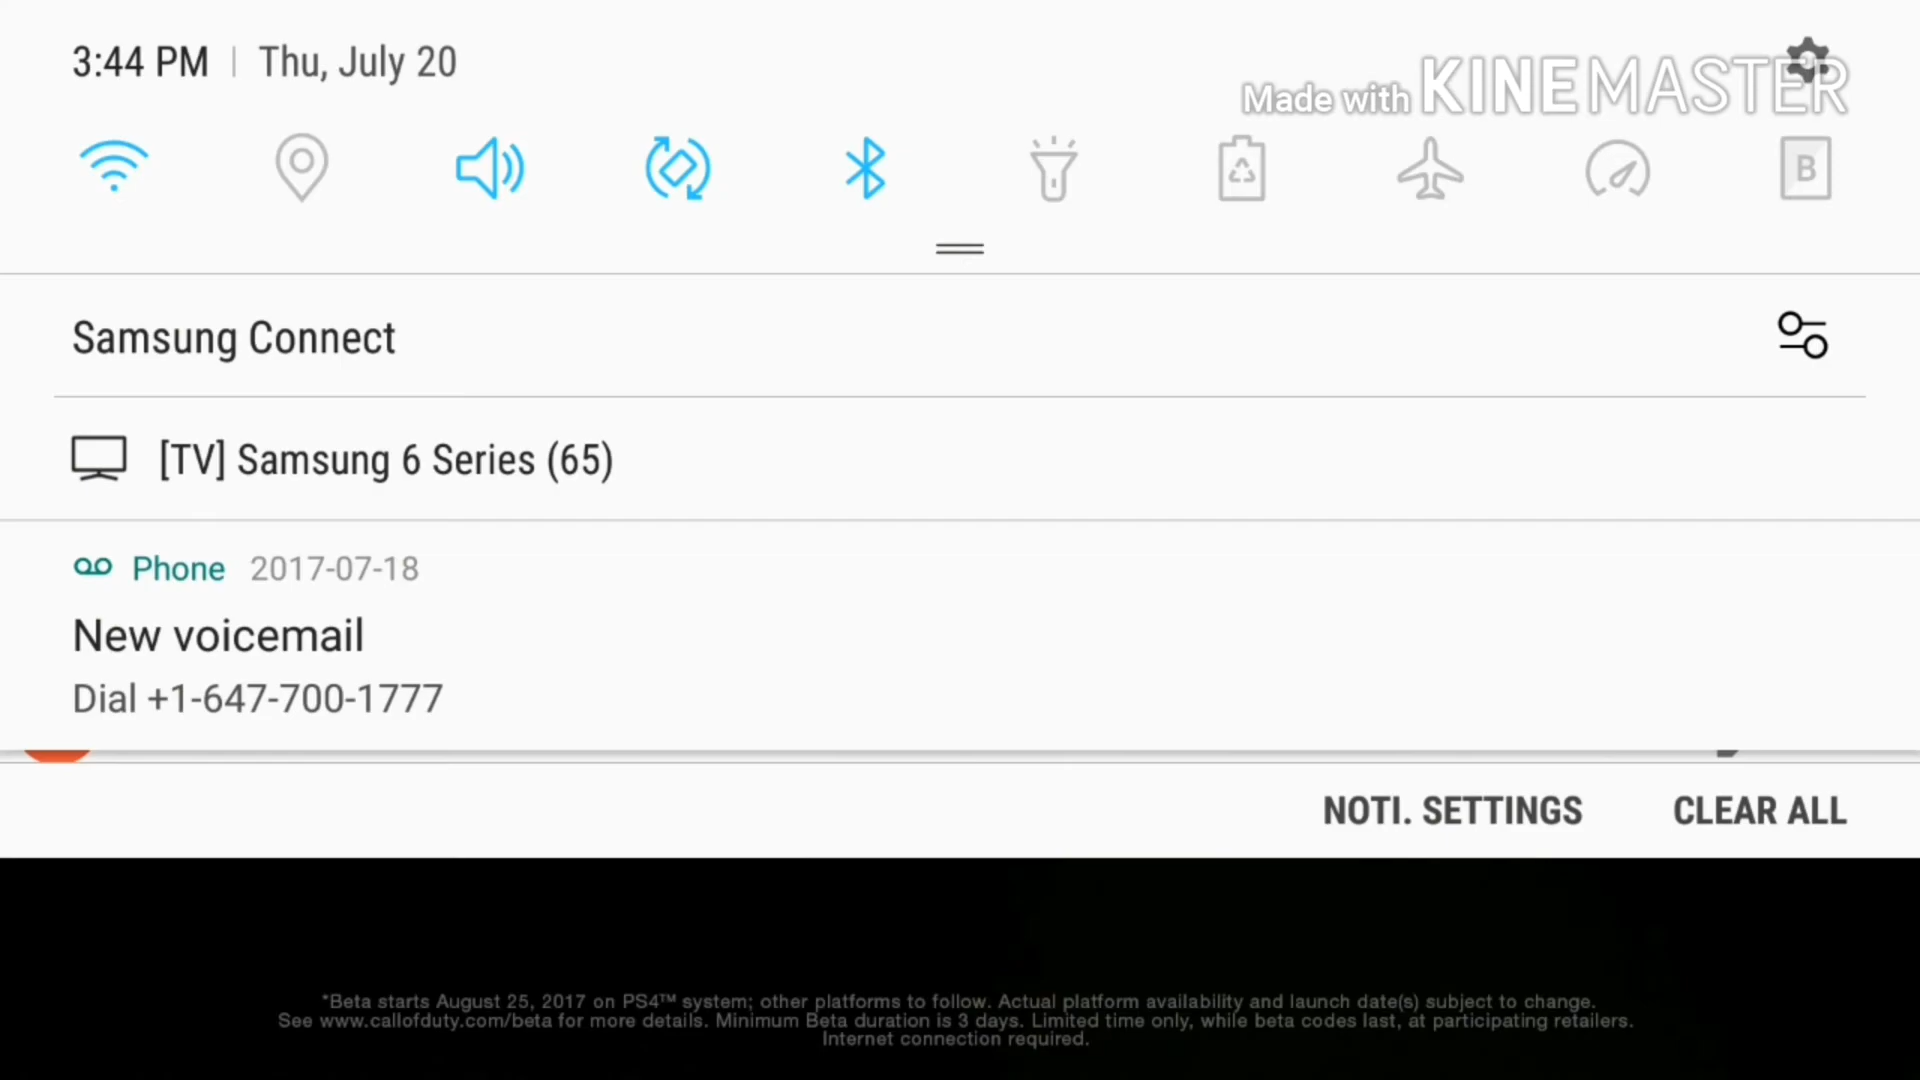 3:44 PM | Thu, July 20
Made with KINEMASTER
B
Samsung Connect
[TV] Samsung 6 Series (65)
Phone 2017-07-18
New voicemail
Dial +1-647-700-1777
NOTI. SETTINGS CLEAR ALL
*Beta starts August 25, 2017 on PS4™ system; other platforms to follow. Actual platform availability and launch date(s) subject to change.
See www.callofduty.com/beta for more details. Minimum Beta duration is 3 days. Limited time only, while beta codes last, at participating retailers.
Internet connection required.